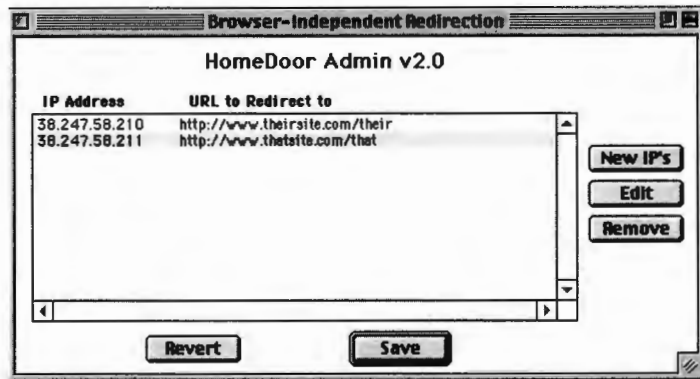 Browser-Independent Redirection
HomeDoor Admin v2.0
IP Address URL to Redirect to
38.247.58.210 http://www.theirsite.com/their
38.247.58.211 http://www.thatsite.com/that
New IP's
Edit
Remove
Revert Save